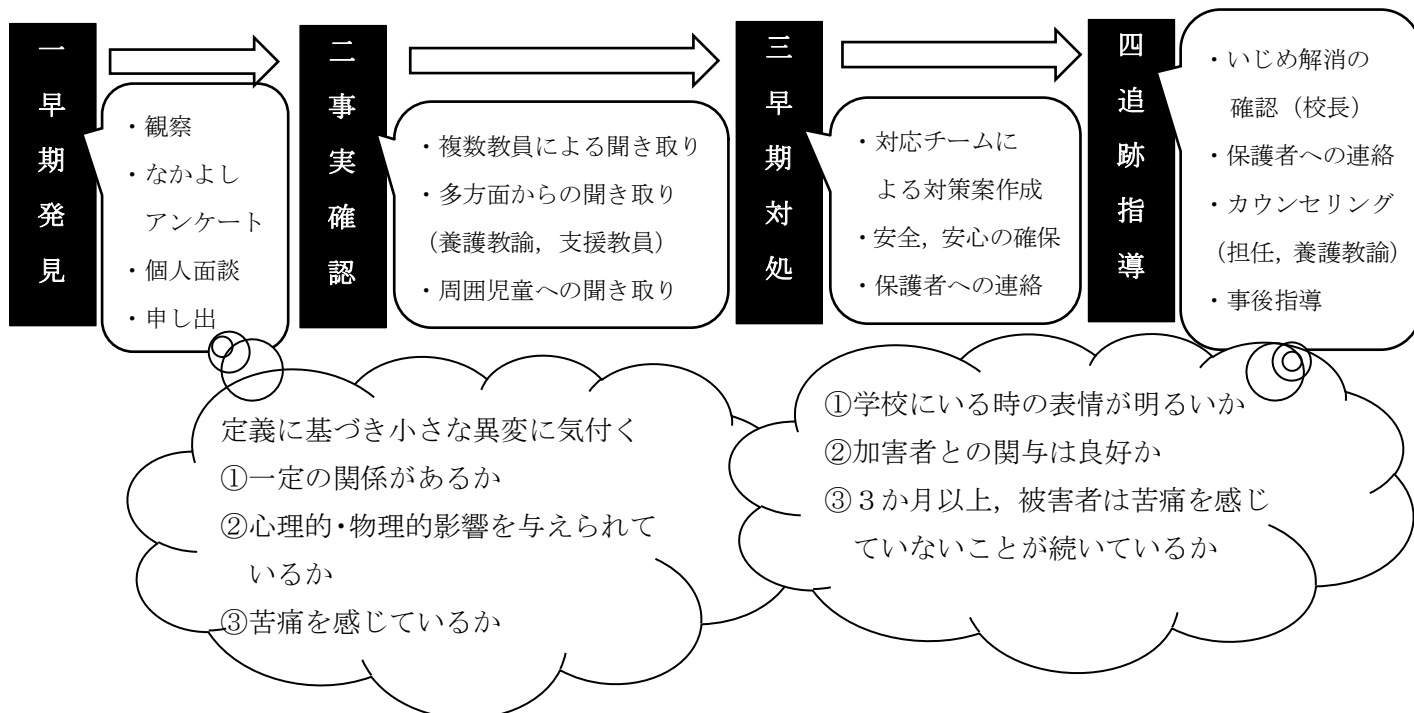 一早期発見
・観察
・なかよし
アンケート
・個人面談
・申し出
二事実確認
・複数教員による聞き取り
・多方面からの聞き取り
（養護教諭，支援教員）
・周囲児童への聞き取り
三早期対処
・対応チームに
よる対策案作成
・安全，安心の確保
・保護者への連絡
四追跡指導
・いじめ解消の
確認（校長）
・保護者への連絡
・カウンセリング
（担任，養護教諭）
・事後指導
定義に基づき小さな異変に気付く
①一定の関係があるか
②心理的・物理的影響を与えられて
いるか
③苦痛を感じているか
①学校にいる時の表情が明るいか
②加害者との関与は良好か
③３か月以上，被害者は苦痛を感じ
ていないことが続いているか